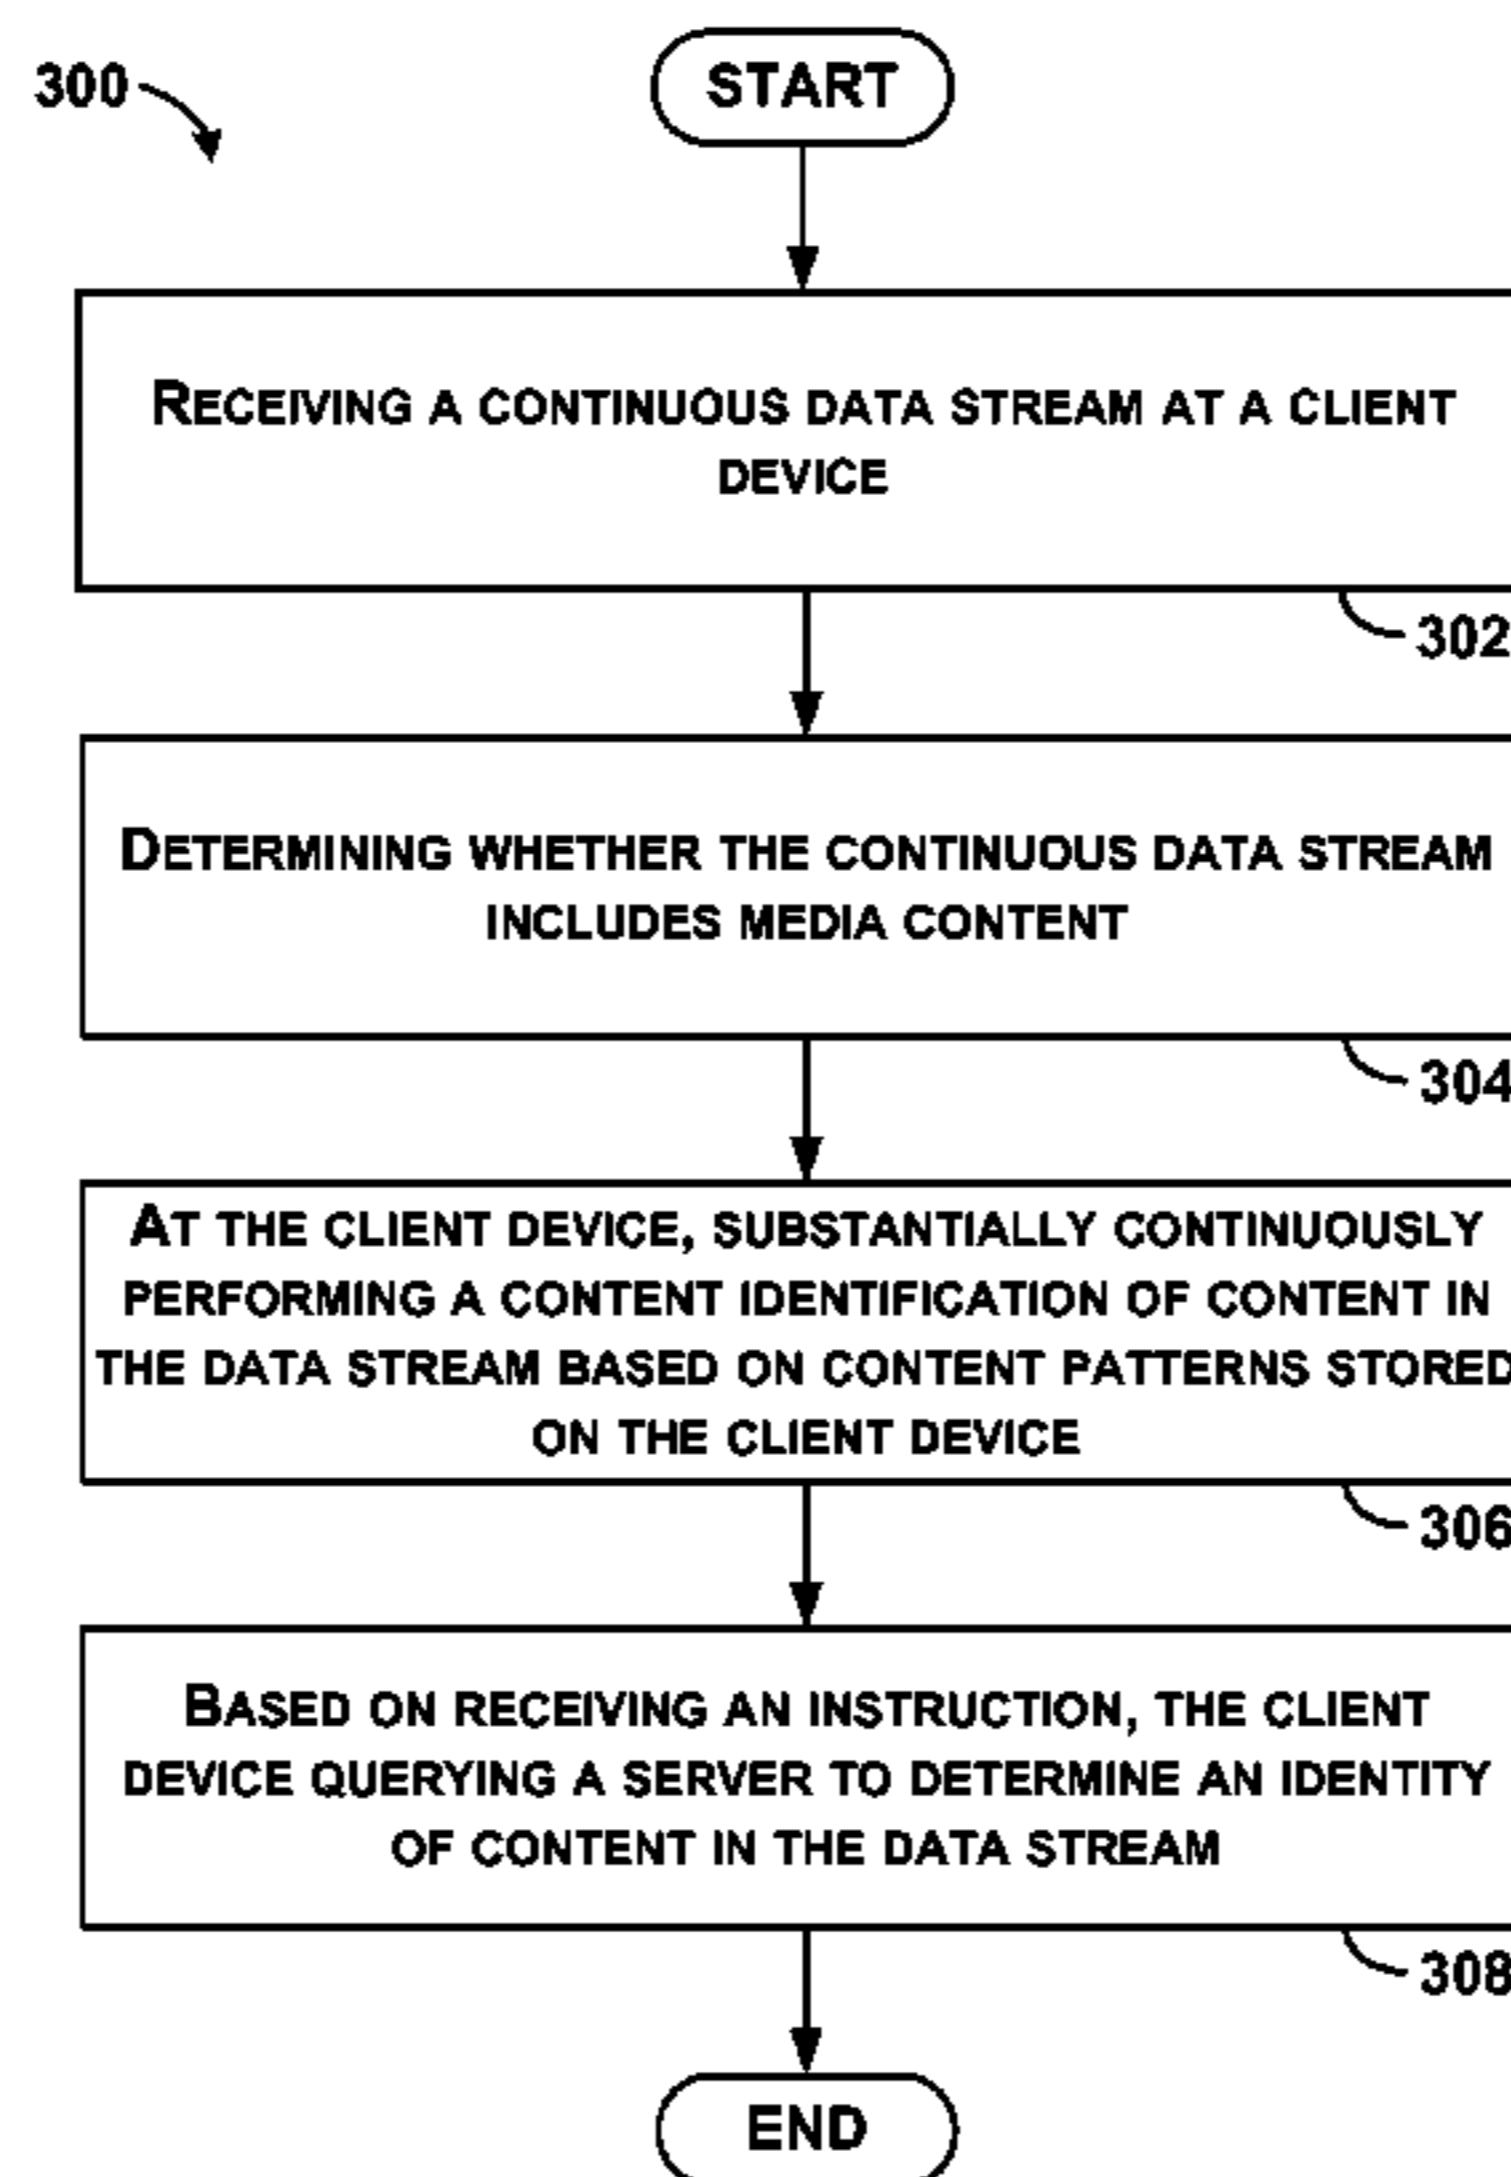 300
START
RECEIVING A CONTINUOUS DATA STREAM AT A CLIENT
DEVICE
302
DETERMINING WHETHER THE CONTINUOUS DATA STREAM
INCLUDES MEDIA CONTENT
304
AT THE CLIENT DEVICE, SUBSTANTIALLY CONTINUOUSLY
PERFORMING A CONTENT IDENTIFICATION OF CONTENT IN
THE DATA STREAM BASED ON CONTENT PATTERNS STORED
ON THE CLIENT DEVICE
306
BASED ON RECEIVING AN INSTRUCTION, THE CLIENT
DEVICE QUERYING A SERVER TO DETERMINE AN IDENTITY
OF CONTENT IN THE DATA STREAM
308
END